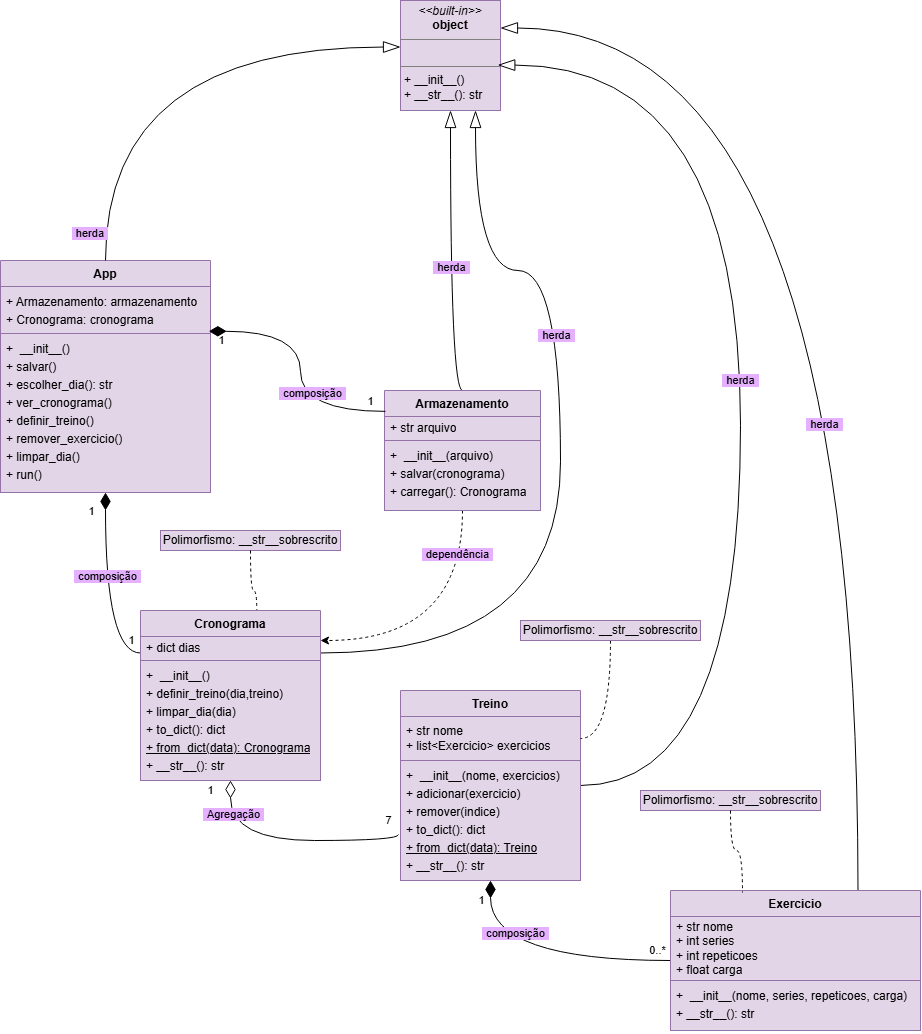 <<built-in>>
object
+ __init__()
+ __str__(): str
herda
App
+ Armazenamento: armazenamento
+ Cronograma: cronograma
+ __init__()
+ salvar()
+ escolher_dia(): str
+ ver_cronograma()
+ definir_treino()
+ remover_exercicio()
+ limpar_dia()
+ run()
herda
herda
herda
herda
1
composição
1
Armazenamento
+ str arquivo
+ __init__(arquivo)
+ salvar(cronograma)
+ carregar(): Cronograma
1
composição
1
Polimorfismo: __str__sobrescrito
dependência
Cronograma
+ dict dias
+ __init__()
+ definir_treino(dia,treino)
+ limpar_dia(dia)
+ to_dict(): dict
+ from_dict(data): Cronograma
+ __str__(): str
1
Agregação
7
Polimorfismo: __str__sobrescrito
Treino
+ str nome
+ list<Exercicio> exercicios
+ __init__(nome, exercicios)
+ adicionar(exercicio)
+ remover(indice)
+ to_dict(): dict
+ from_dict(data): Treino
+ __str__(): str
1
composição
0..*
Polimorfismo: __str__sobrescrito
Exercicio
+ str nome
+ int series
+ int repeticoes
+ float carga
+ __init__(nome, series, repeticoes, carga)
+ __str__(): str